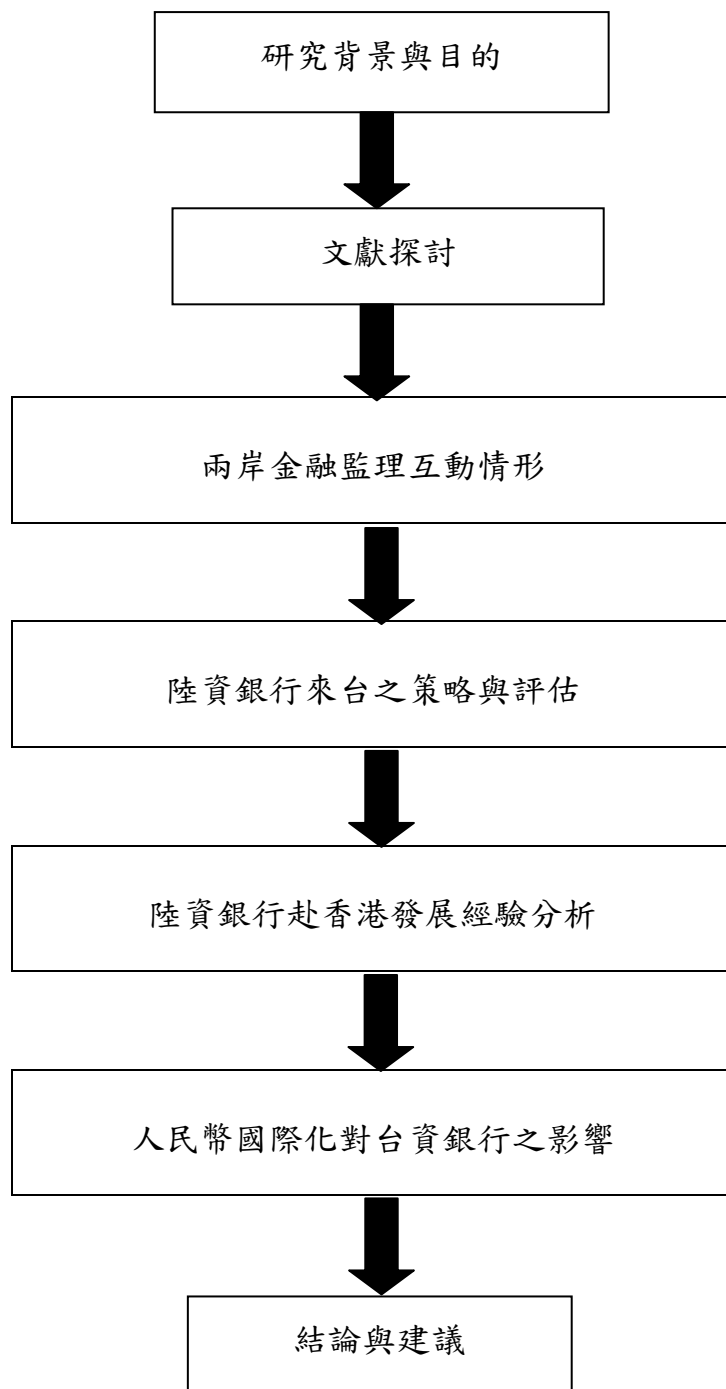 研究背景與目的
文獻探討
兩岸金融監理互動情形
陸資銀行來台之策略與評估
陸資銀行赴香港發展經驗分析
人民幣國際化對台資銀行之影響
結論與建議